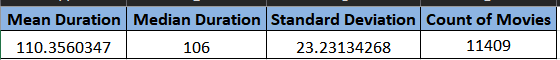 Mean Duration Median Duration Standard Deviation Count of Movies
110.3560347 106 23.23134268 11409